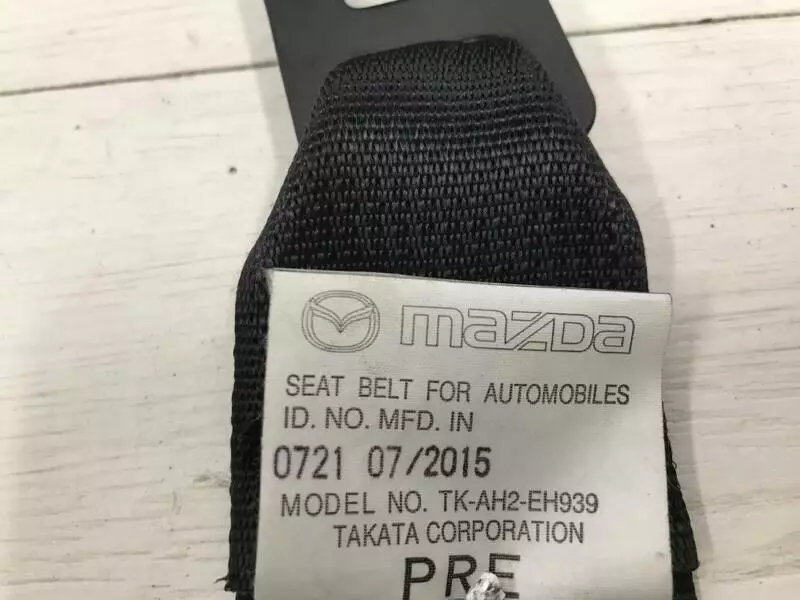 mazda
SEAT BELT FOR AUTOMOBILES
ID. NO. MFD. IN
0721 07/2015
MODEL NO. TK-AH2-EH939
TAKATA CORPORATION
PRE